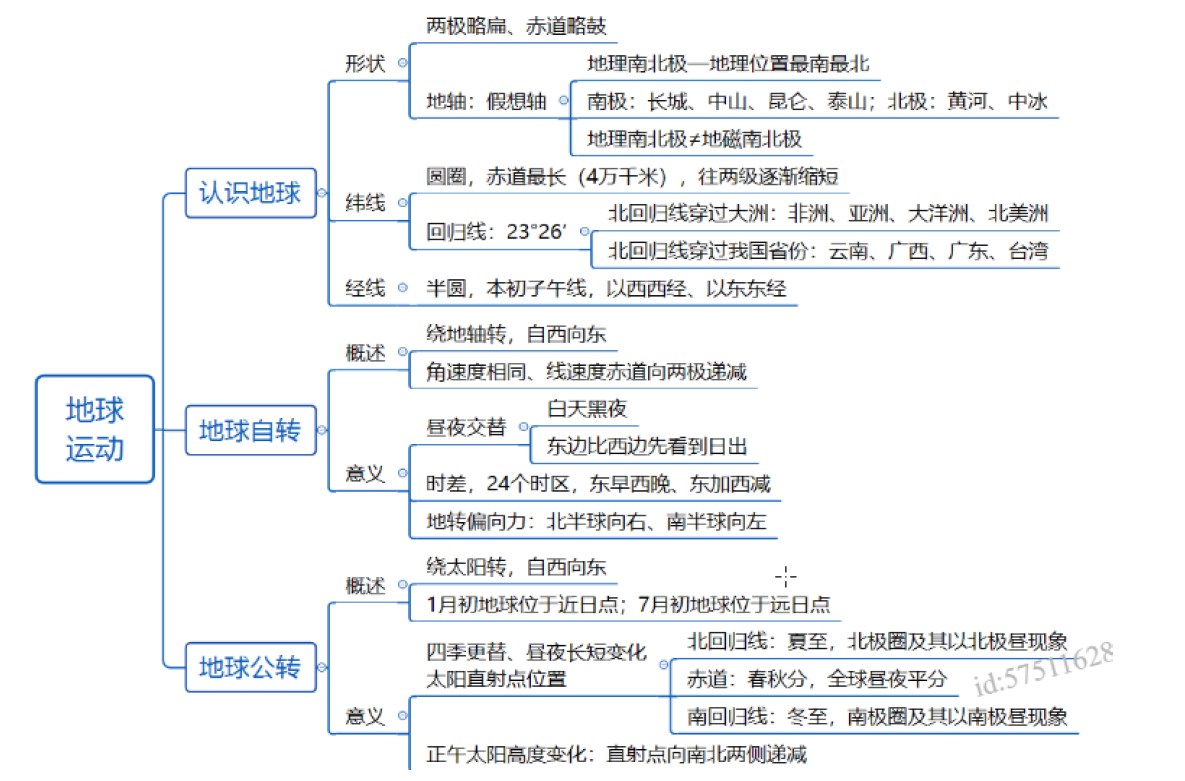 两极略扁、赤道略鼓
形状
地理南北极—地理位置最南最北
地轴：假想轴
南极：长城、中山、昆仑、泰山；北极：黄河、中冰
地理南北极≠地磁南北极
认识地球
圆圈，赤道最长（4万千米），往两级逐渐缩短
纬线
北回归线穿过大洲：非洲、亚洲、大洋洲、北美洲
回归线：23°26′
北回归线穿过我国省份：云南、广西、广东、台湾
经线
半圆，本初子午线，以西西经、以东东经
地球
运动
绕地轴转，自西向东
概述
角速度相同、线速度赤道向两极递减
地球自转
白天黑夜
昼夜交替
东边比西边先看到日出
意义
时差，24个时区，东早西晚、东加西减
地转偏向力：北半球向右、南半球向左
绕太阳转，自西向东
概述
1月初地球位于近日点；7月初地球位于远日点
地球公转
四季更替、昼夜长短变化
太阳直射点位置
北回归线：夏至，北极圈及其以北极昼现象
赤道：春秋分，全球昼夜平分
南回归线：冬至，南极圈及其以南极昼现象
意义
正午太阳高度变化：直射点向南北两侧递减
id:57511628